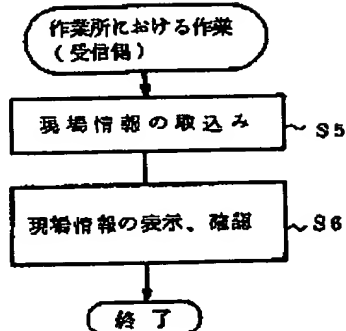 作業所における作業
(受信側)
現場情報の取込み
S5
現場情報の表示、確認
S6
終了